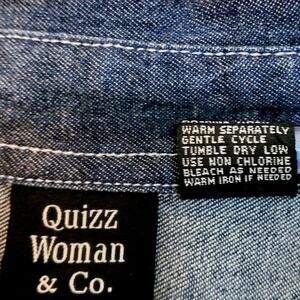 WARM SEPARATELY
GENTLE CYCLE
TUMBLE DRY LOW
USE NON CHLORINE
BLEACH AS NEEDED
WARM IRON IF NEEDED
Quizz
Woman
& Co.